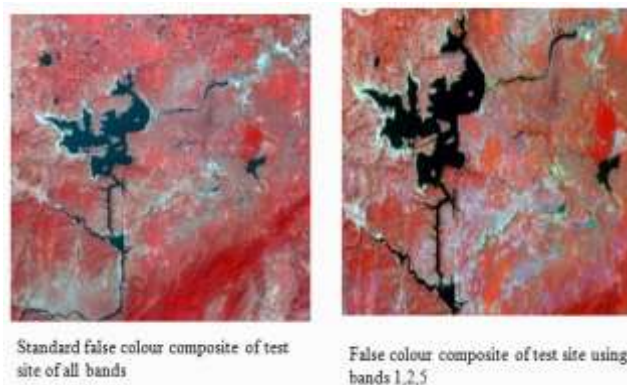 Standard false colour composite of test
site of all bands
False colour composite of test site using
bands 1,2,5